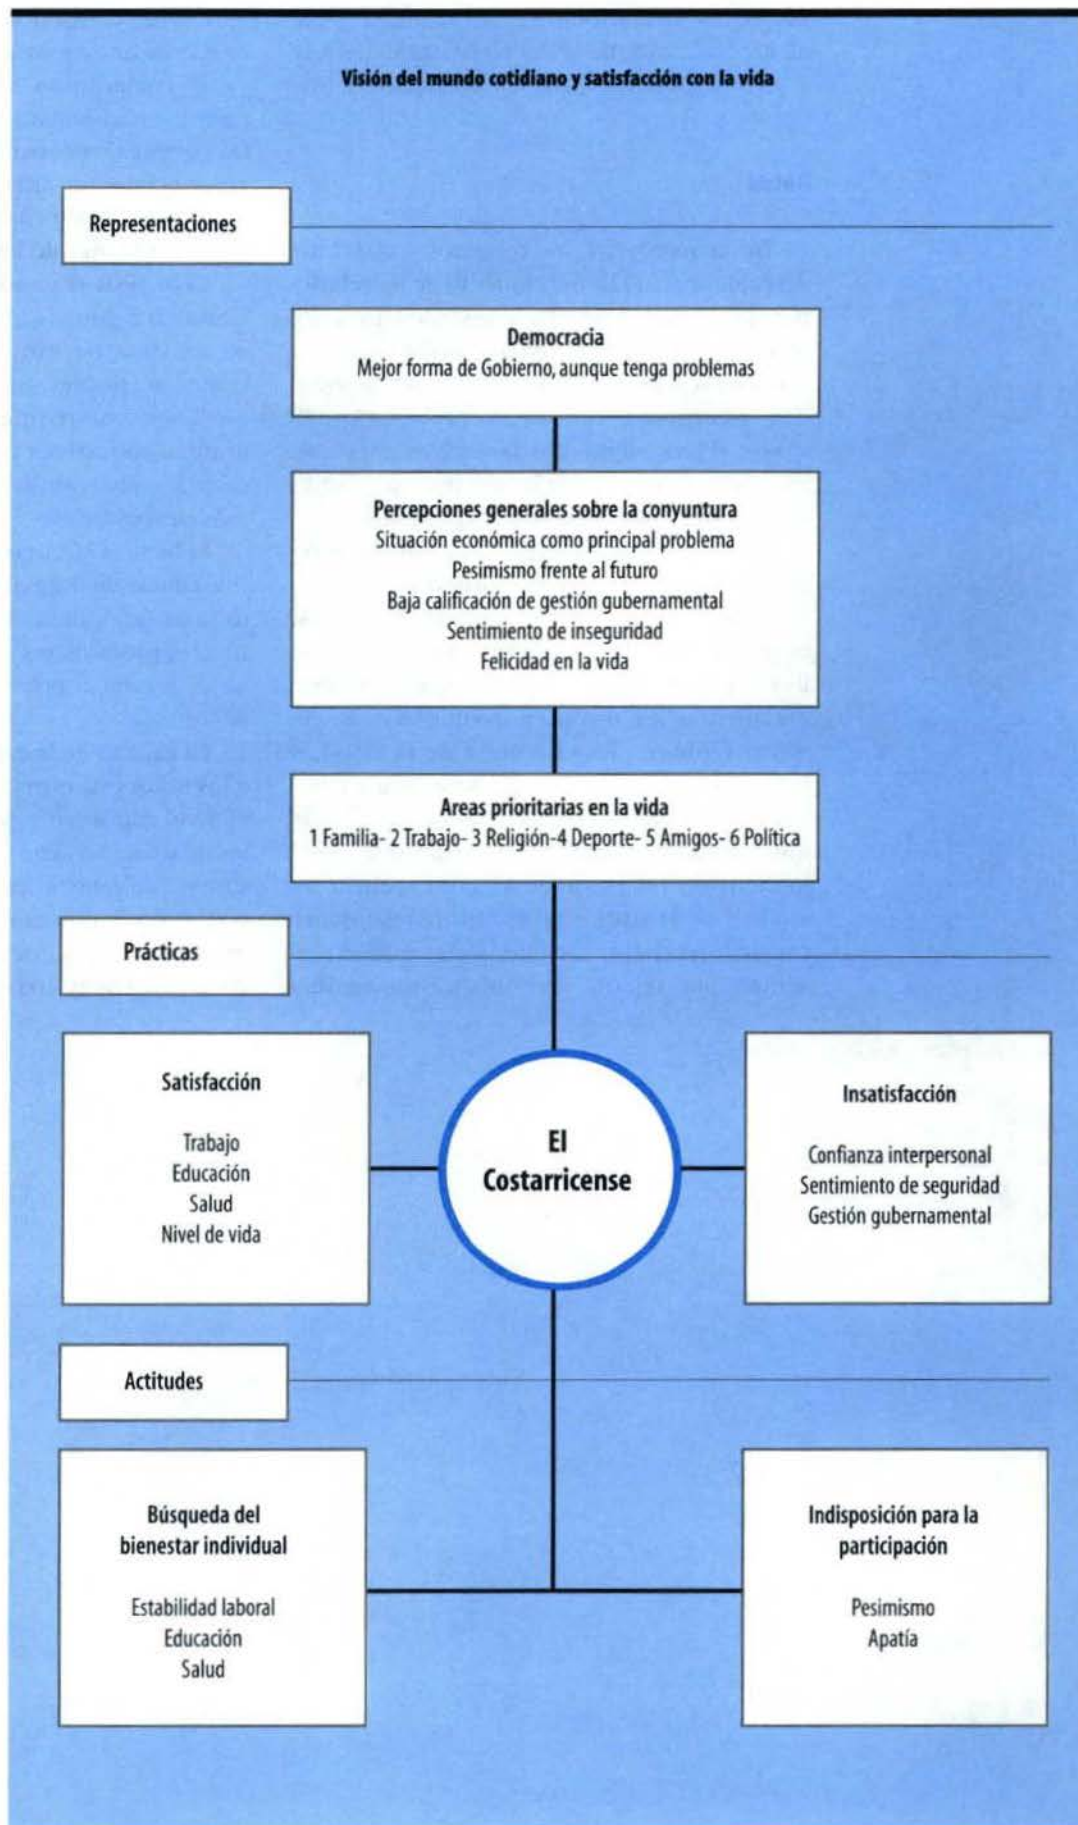 Visión del mundo cotidiano y satisfacción con la vida
Representaciones
Democracia
Mejor forma de Gobierno, aunque tenga problemas
Percepciones generales sobre la conyuntura
Situación económica como principal problema
Pesimismo frente al futuro
Baja calificación de gestión gubernamental
Sentimiento de inseguridad
Felicidad en la vida
Areas prioritarias en la vida
1 Familia- 2 Trabajo- 3 Religión-4 Deporte- 5 Amigos- 6 Política
Prácticas
Satisfacción
Trabajo
Educación
Salud
Nivel de vida
El
Costarricense
Insatisfacción
Confianza interpersonal
Sentimiento de seguridad
Gestión gubernamental
Actitudes
Búsqueda del
bienestar individual
Estabilidad laboral
Educación
Salud
Indisposición para la
participación
Pesimismo
Apatía